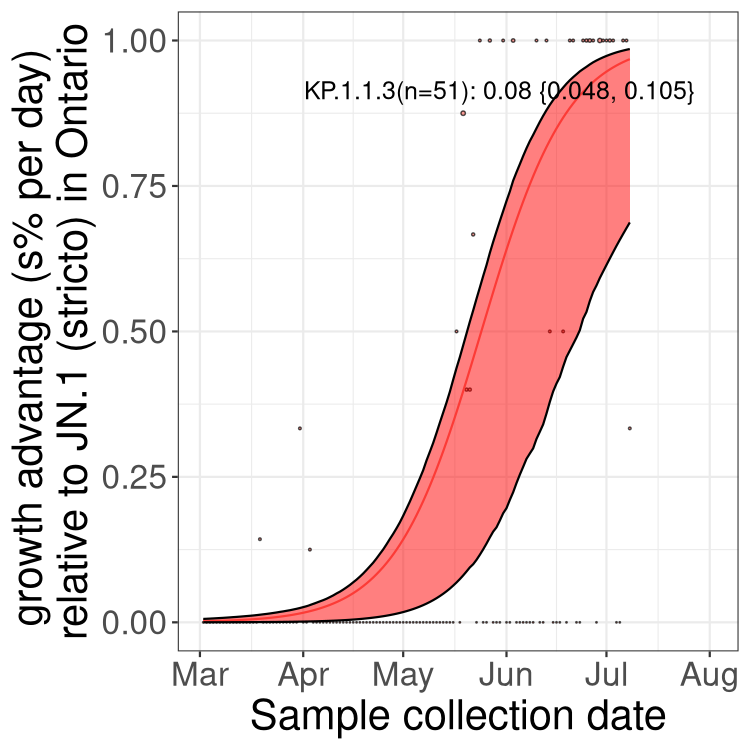 growth advantage (s% per day)
relative to JN.1 (stricto) in Ontario
1.00
0.75
0.50
0.25
0.00
KP.1.1.3(n=51): 0.08 {0.048, 0.105}
Mar Apr May Jun Jul Aug
Sample collection date